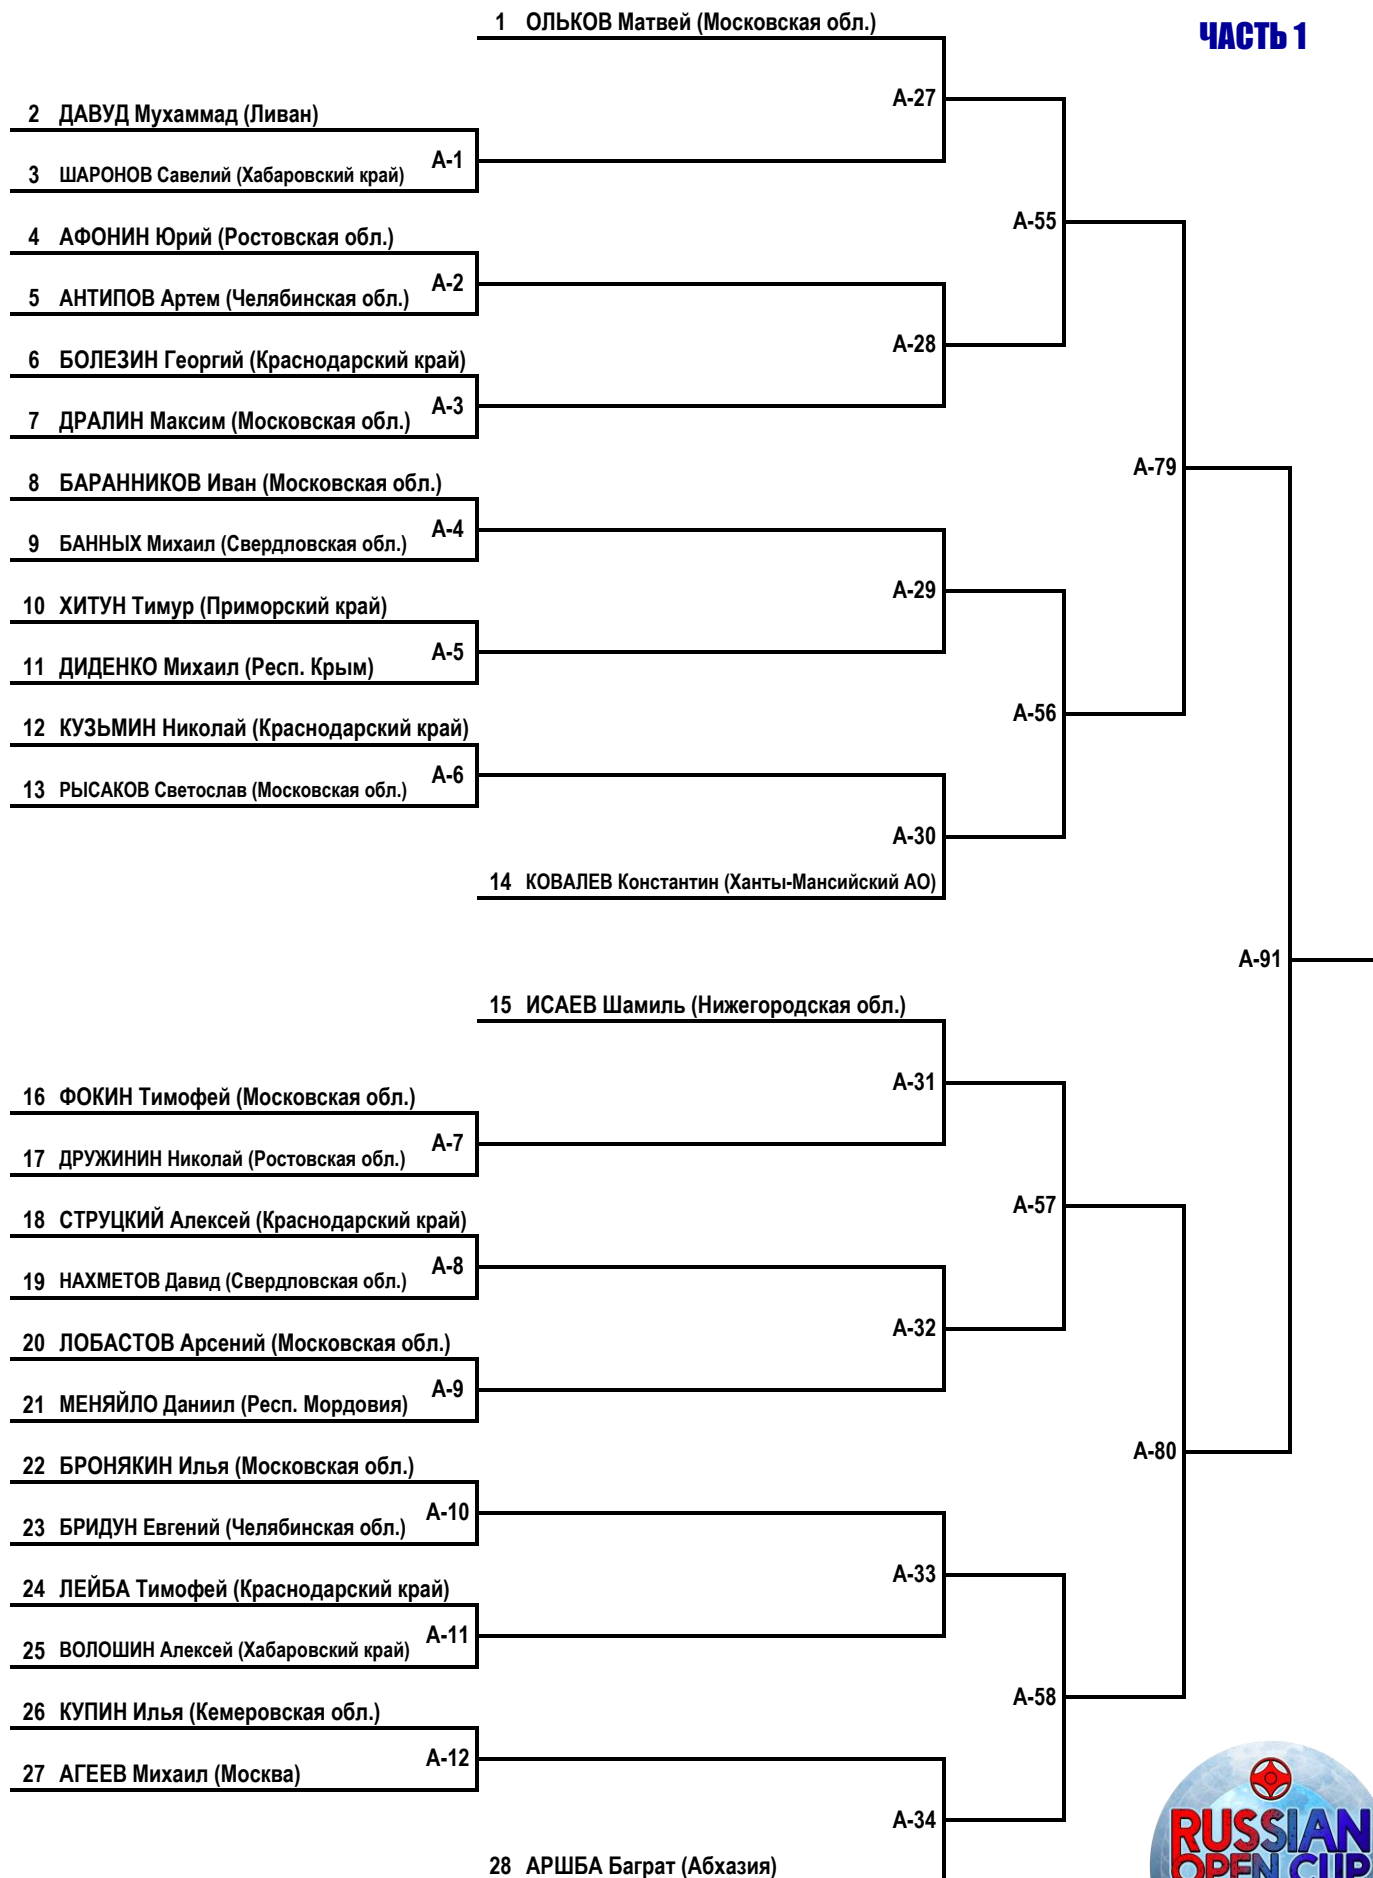 1 ОЛЬКОВ Матвей (Московская обл.)
ЧАСТЬ 1
А-27
2 ДАВУД Мухаммад (Ливан)
А-1
3 ШАРОНОВ Савелий (Хабаровский край)
А-55
4 АФОНИН Юрий (Ростовская обл.)
А-2
5 АНТИПОВ Артем (Челябинская обл.)
А-28
6 БОЛЕЗИН Георгий (Краснодарский край)
А-3
7 ДРАЛИН Максим (Московская обл.)
А-79
8 БАРАННИКОВ Иван (Московская обл.)
А-4
9 БАННЫХ Михаил (Свердловская обл.)
А-29
10 ХИТУН Тимур (Приморский край)
А-5
11 ДИДЕНКО Михаил (Респ. Крым)
А-56
12 КУЗЬМИН Николай (Краснодарский край)
А-6
13 РЫСАКОВ Светослав (Московская обл.)
А-30
14 КОВАЛЕВ Константин (Ханты-Мансийский АО)
А-91
15 ИСАЕВ Шамиль (Нижегородская обл.)
А-31
16 ФОКИН Тимофей (Московская обл.)
А-7
17 ДРУЖИНИН Николай (Ростовская обл.)
А-57
18 СТРУЦКИЙ Алексей (Краснодарский край)
А-8
19 НАХМЕТОВ Давид (Свердловская обл.)
А-32
20 ЛОБАСТОВ Арсений (Московская обл.)
А-9
21 МЕНЯЙЛО Даниил (Респ. Мордовия)
А-80
22 БРОНЯКИН Илья (Московская обл.)
А-10
23 БРИДУН Евгений (Челябинская обл.)
А-33
24 ЛЕЙБА Тимофей (Краснодарский край)
А-11
25 ВОЛОШИН Алексей (Хабаровский край)
А-58
26 КУПИН Илья (Кемеровская обл.)
А-12
27 АГЕЕВ Михаил (Москва)
А-34
28 АРШБА Баграт (Абхазия)
RUSSIAN
OPEN CUP